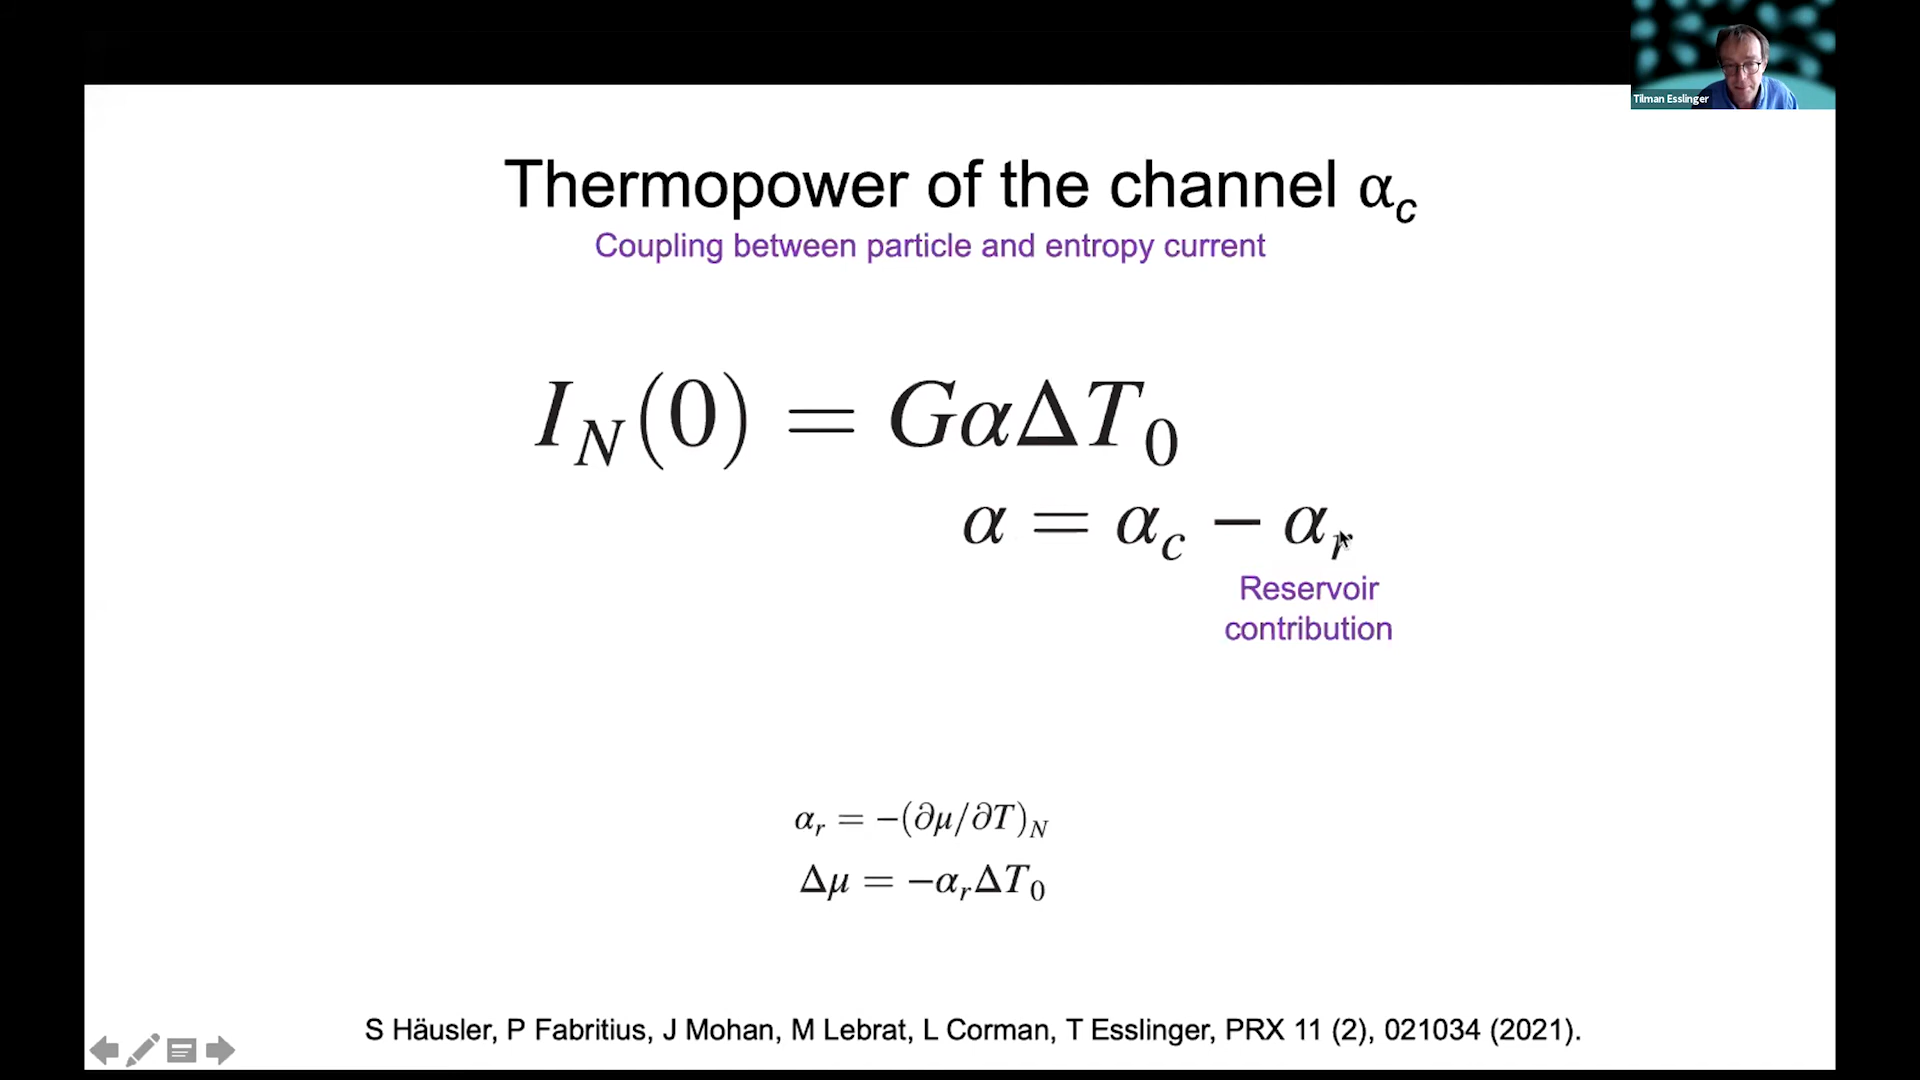 Tilman Esslinger
Thermopower of the channel α_c
Coupling between particle and entropy current
I_N(0) = GαΔT_0
α = α_c − α_r
Reservoir
contribution
α_r = −(∂μ/∂T)_N
Δμ = −α_rΔT_0
S Häusler, P Fabritius, J Mohan, M Lebrat, L Corman, T Esslinger, PRX 11 (2), 021034 (2021).